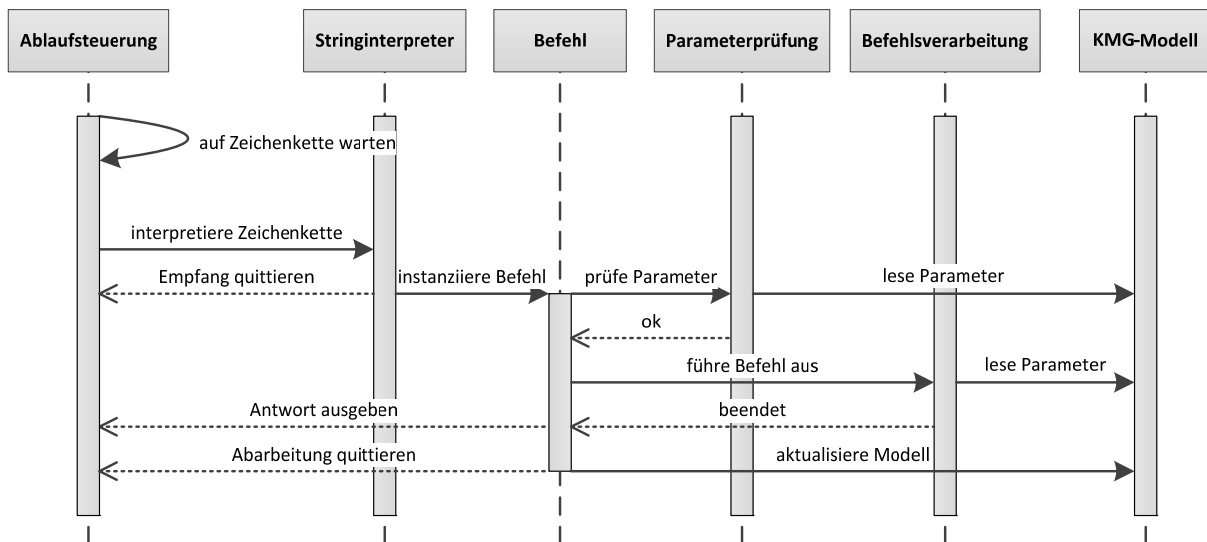 Ablaufsteuerung
Stringinterpreter
Befehl
Parameterprüfung
Befehlsverarbeitung
KMG-Modell
auf Zeichenkette warten
interpretiere Zeichenkette
Empfang quittieren
instanziiere Befehl
prüfe Parameter
lese Parameter
ok
führe Befehl aus
lese Parameter
Antwort ausgeben
beendet
Abarbeitung quittieren
aktualisiere Modell